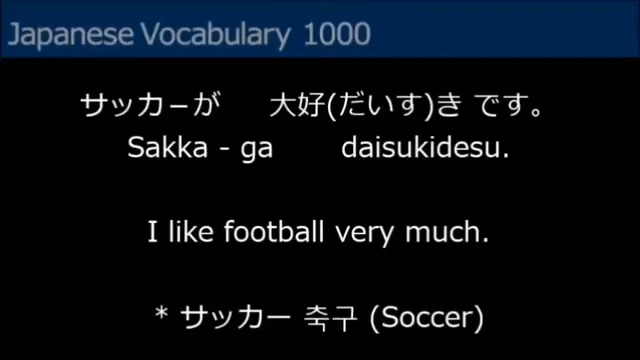 Japanese Vocabulary 1000
サッカ－が 大好(だいす)き です。
Sakka - ga daisukidesu.
I like football very much.
* サッカー 축구 (Soccer)